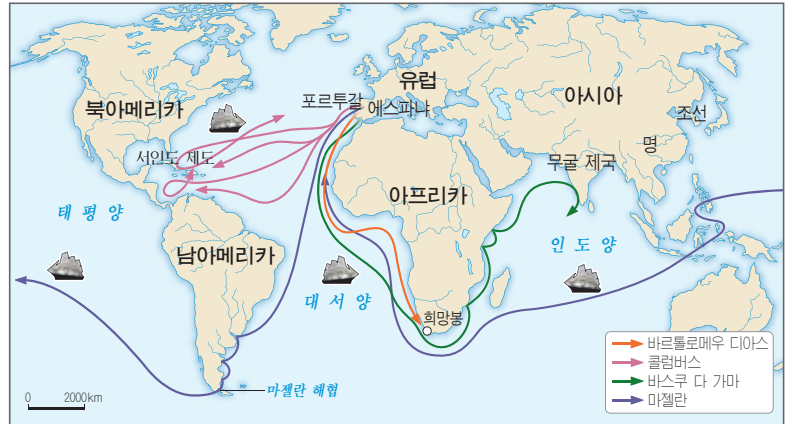 유럽
아시아
포르투갈
에스파냐
북아메리카
조선
명
서인도 제도
무굴 제국
아프리카
태평양
인도양
남아메리카
대서양
희망봉
마젤란 해협
0 2000km
바르톨로메우 디아스
콜럼버스
바스쿠 다 가마
마젤란